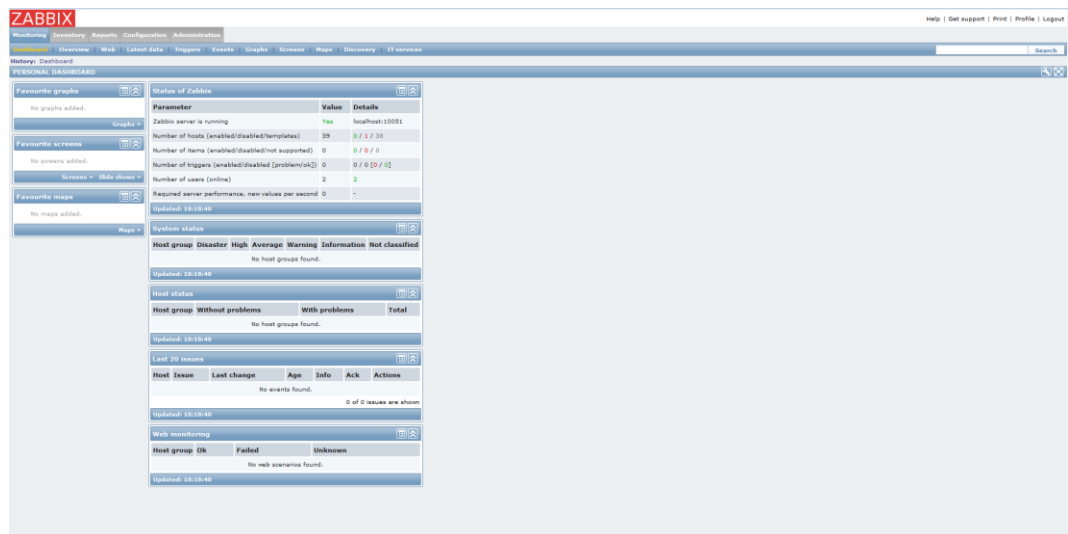 ZABBIX
Help | Get support | Print | Profile | Logout
Monitoring Inventory Reports Configuration Administration
Dashboard Overview Web Latest data Triggers Events Graphs Screens Maps Discovery IT services
Search
History: Dashboard
PERSONAL DASHBOARD
Favourite graphs
No graphs added.
Graphs »
Favourite screens
No screens added.
Screens » Slide shows »
Favourite maps
No maps added.
Maps »
Status of Zabbix
Parameter Value Details
Zabbix server is running Yes localhost:10051
Number of hosts (enabled/disabled/templates) 39 0 / 1 / 38
Number of items (enabled/disabled/not supported) 0 0 / 0 / 0
Number of triggers (enabled/disabled [problem/ok]) 0 0 / 0 [0 / 0]
Number of users (online) 2 2
Required server performance, new values per second 0 -
Updated: 18:18:40
System status
Host group Disaster High Average Warning Information Not classified
No host groups found.
Updated: 18:18:40
Host status
Host group Without problems With problems Total
No host groups found.
Updated: 18:18:40
Last 20 issues
Host Issue Last change Age Info Ack Actions
No events found.
0 of 0 issues are shown
Updated: 18:18:40
Web monitoring
Host group Ok Failed Unknown
No web scenarios found.
Updated: 18:18:40